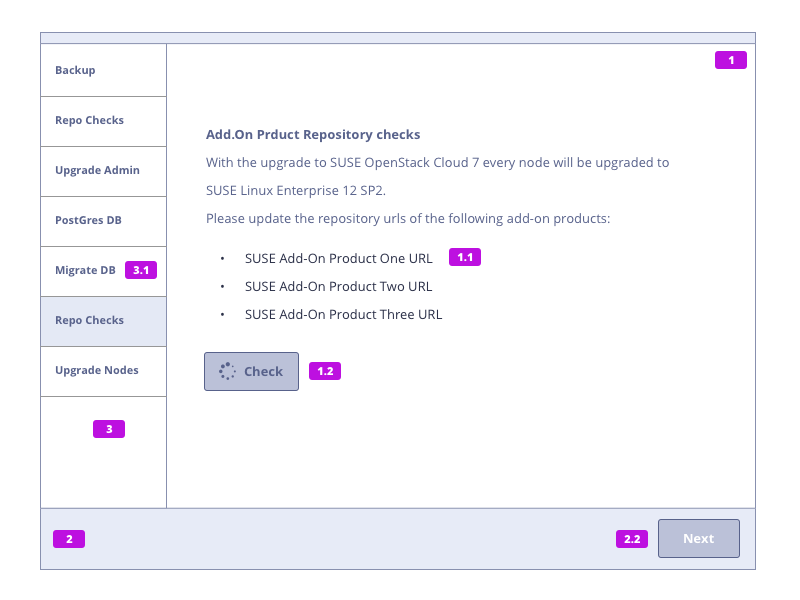 Backup
Repo Checks
Upgrade Admin
PostGres DB
Migrate DB 3.1
Repo Checks
Upgrade Nodes
3
1
Add.On Prduct Repository checks
With the upgrade to SUSE OpenStack Cloud 7 every node will be upgraded to
SUSE Linux Enterprise 12 SP2.
Please update the repository urls of the following add-on products:
• SUSE Add-On Product One URL 1.1
• SUSE Add-On Product Two URL
• SUSE Add-On Product Three URL
Check 1.2
2
2.2 Next